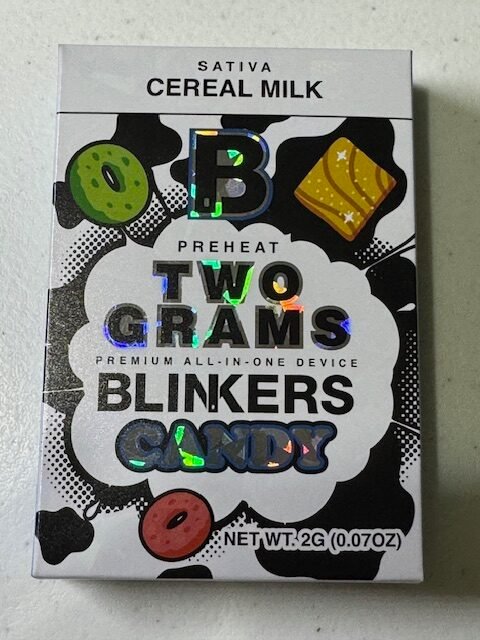 SATIVA
CEREAL MILK
B
PREHEAT
TWO
GRAMS
PREMIUM ALL-IN-ONE DEVICE
BLINKERS
CANDY
NET WT. 2G (0.07OZ)